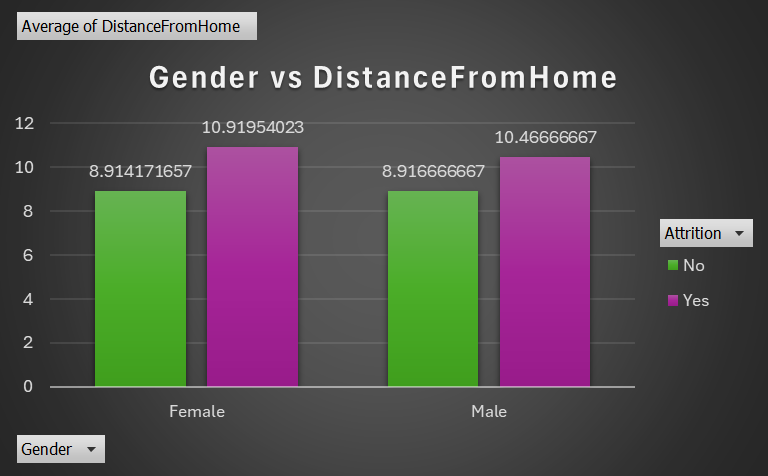 Average of DistanceFromHome
Gender vs DistanceFromHome
12
10
8
6
4
2
0
8.914171657
10.91954023
8.916666667
10.46666667
Female
Male
Attrition
No
Yes
Gender